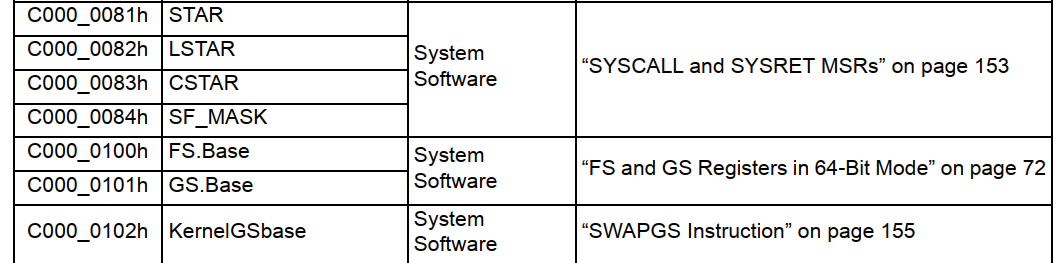 C000_0081h STAR
System Software
“SYSCALL and SYSRET MSRs” on page 153
C000_0082h LSTAR
C000_0083h CSTAR
C000_0084h SF_MASK
C000_0100h FS.Base
System Software
“FS and GS Registers in 64-Bit Mode” on page 72
C000_0101h GS.Base
C000_0102h KernelGSbase
System Software
“SWAPGS Instruction” on page 155